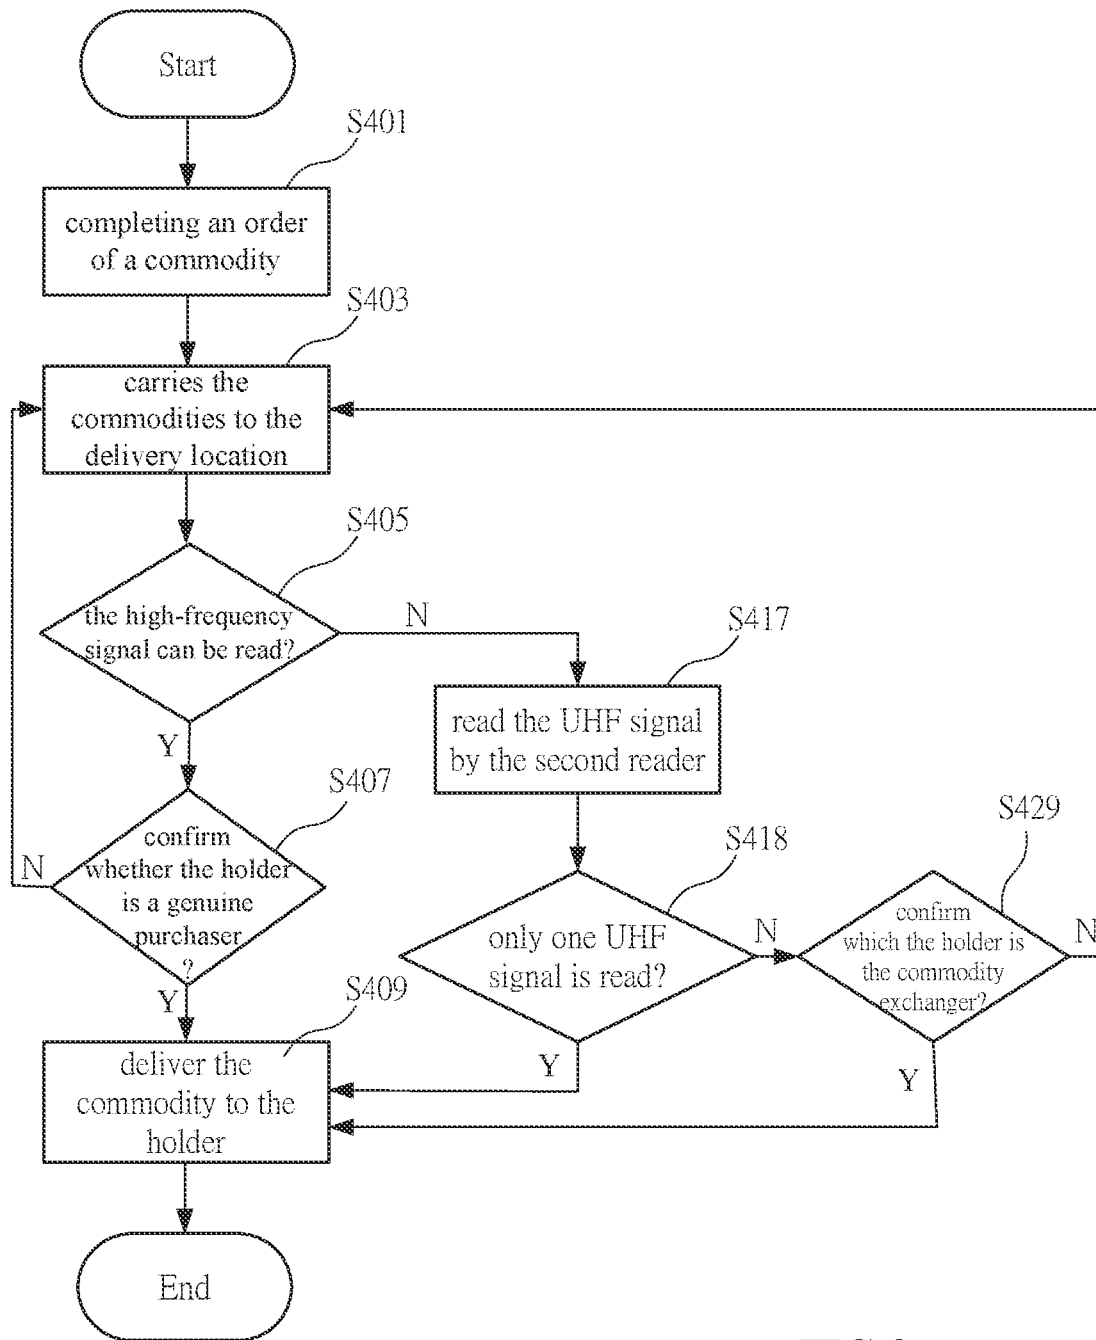 Start
S401
completing an order
of a commodity
S403
carries the
commodities to the
delivery location
S405
the high-frequency
signal can be read?
N
Y
S417
read the UHF signal
by the second reader
S407
confirm
whether the holder
is a genuine
purchaser
?
N
Y
S418
only one UHF
signal is read?
N
Y
S429
confirm
which the holder is
the commodity
exchanger?
N
Y
S409
deliver the
commodity to the
holder
End